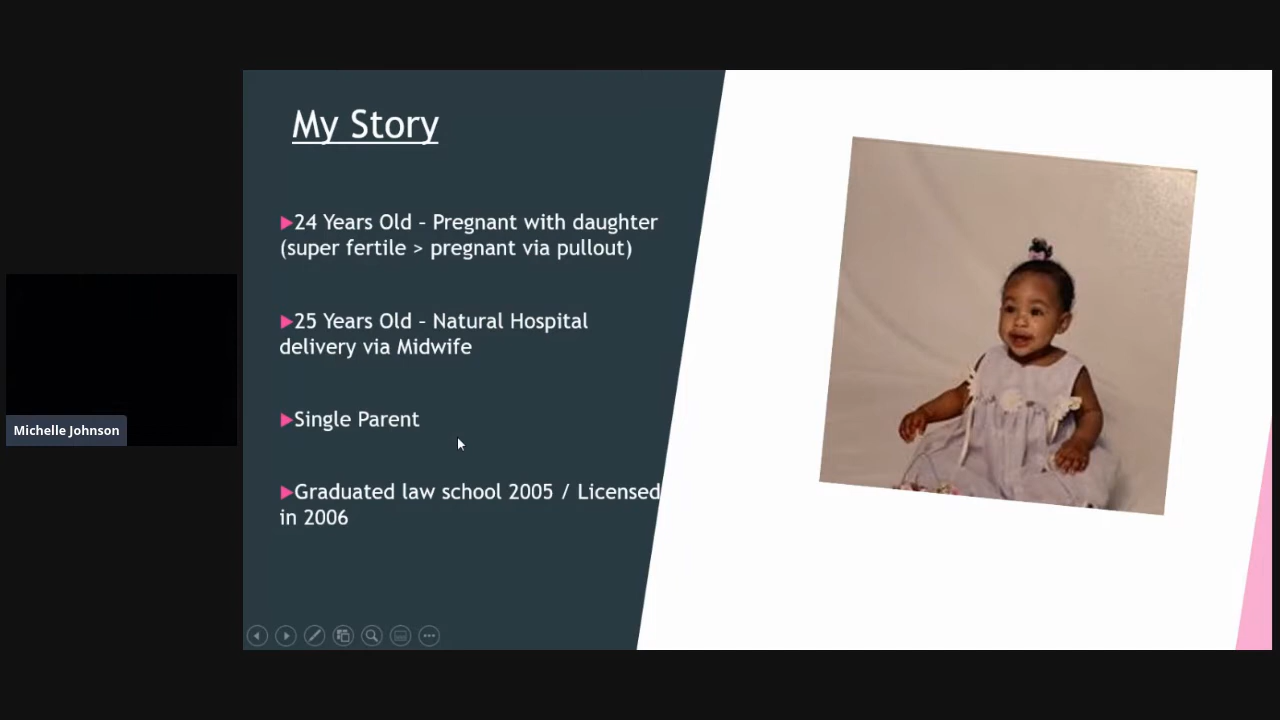 My Story
24 Years Old – Pregnant with daughter
(super fertile > pregnant via pullout)
25 Years Old – Natural Hospital
delivery via Midwife
Single Parent
Graduated law school 2005 / Licensed
in 2006
Michelle Johnson